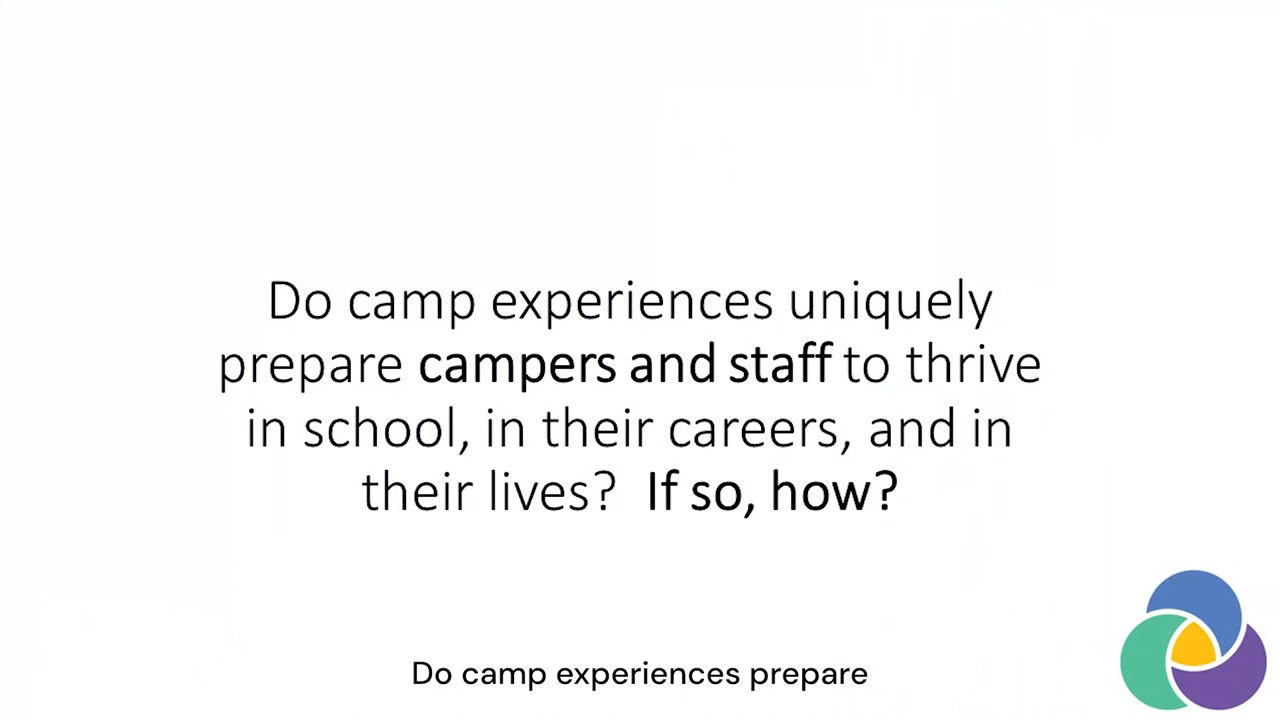 Do camp experiences uniquely
prepare campers and staff to thrive
in school, in their careers, and in
their lives?  If so, how?
Do camp experiences prepare